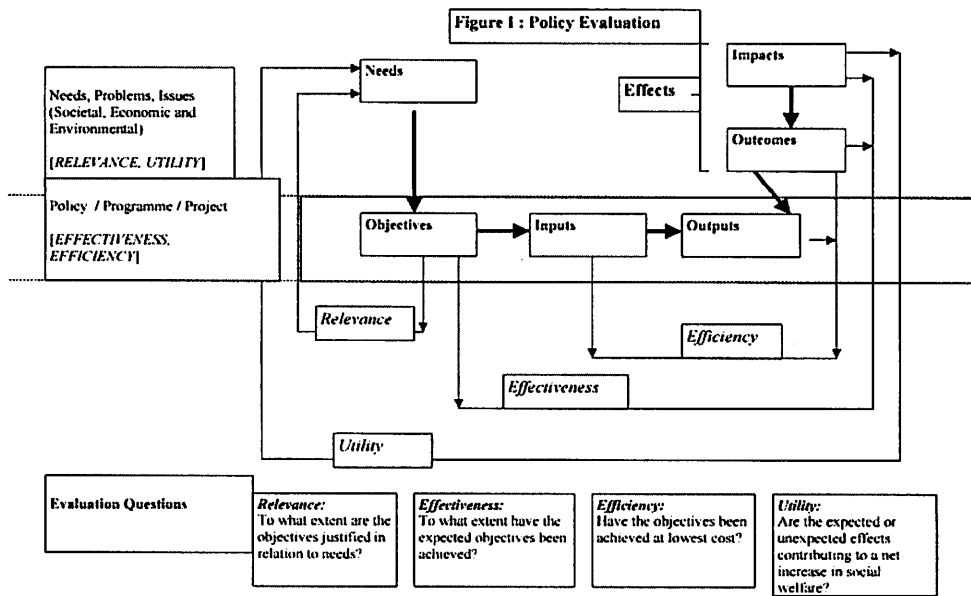 Figure 1 : Policy Evaluation
Needs
Impacts
Effects
Needs, Problems, Issues
(Societal, Economic and
Environmental)
[RELEVANCE, UTILITY]
Outcomes
Policy / Programme / Project
[EFFECTIVENESS,
EFFICIENCY]
Objectives
Inputs
Outputs
Relevance
Efficiency
Effectiveness
Utility
Evaluation Questions
Relevance:
To what extent are the
objectives justified in
relation to needs?
Effectiveness:
To what extent have the
expected objectives been
achieved?
Efficiency:
Have the objectives been
achieved at lowest cost?
Utility:
Are the expected or
unexpected effects
contributing to a net
increase in social
welfare?